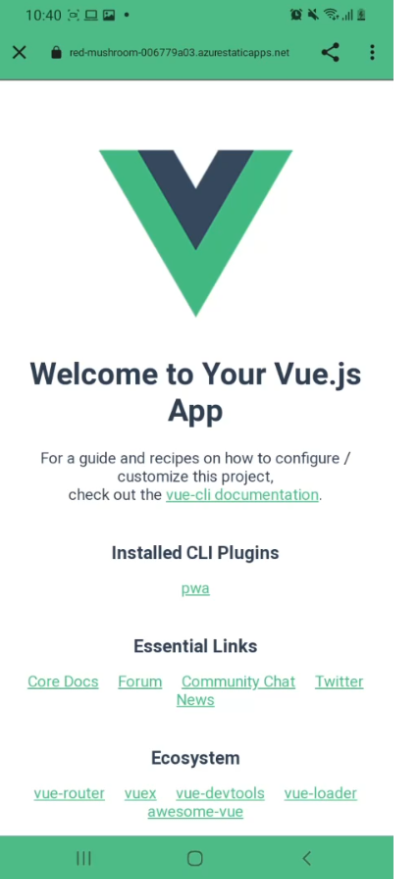 10:40
red-mushroom-006779a03.azurestaticapps.net
Welcome to Your Vue.js
App
For a guide and recipes on how to configure /
customize this project,
check out the vue-cli documentation.
Installed CLI Plugins
pwa
Essential Links
Core Docs Forum Community Chat Twitter
News
Ecosystem
vue-router vuex vue-devtools vue-loader
awesome-vue